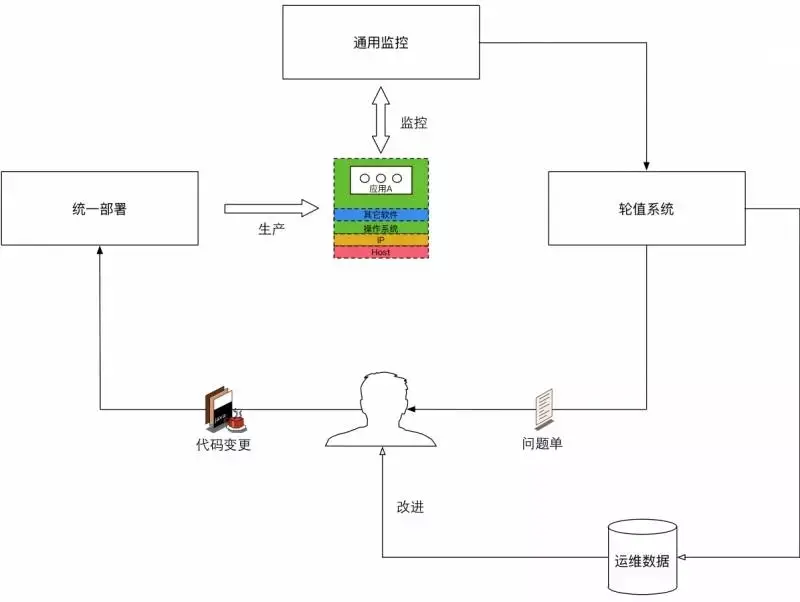 通用监控
监控
应用A
统一部署
生产
其它软件
操作系统
IP
Host
轮值系统
java
代码变更
问题单
改进
运维数据